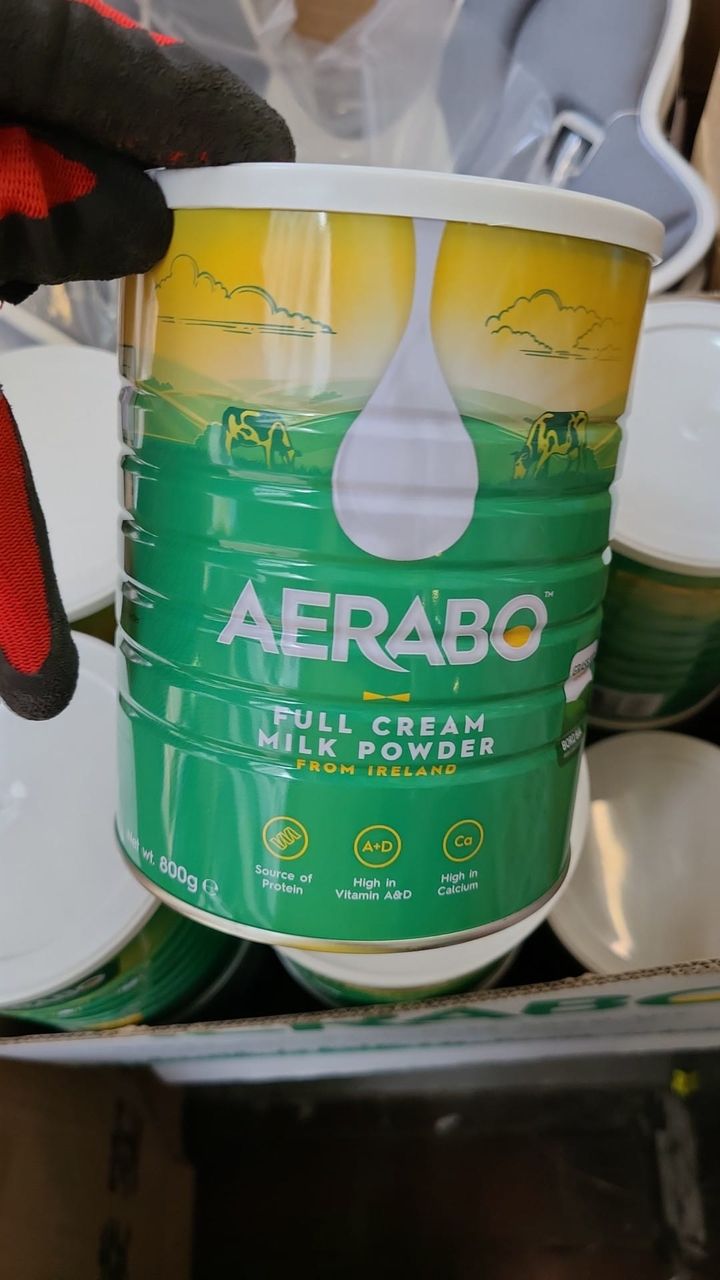 AERABO™
FULL CREAM
MILK POWDER
FROM IRELAND
A+D
Ca
Source of
Protein
High in
Vitamin A&D
High in
Calcium
Net wt. 800g ℮